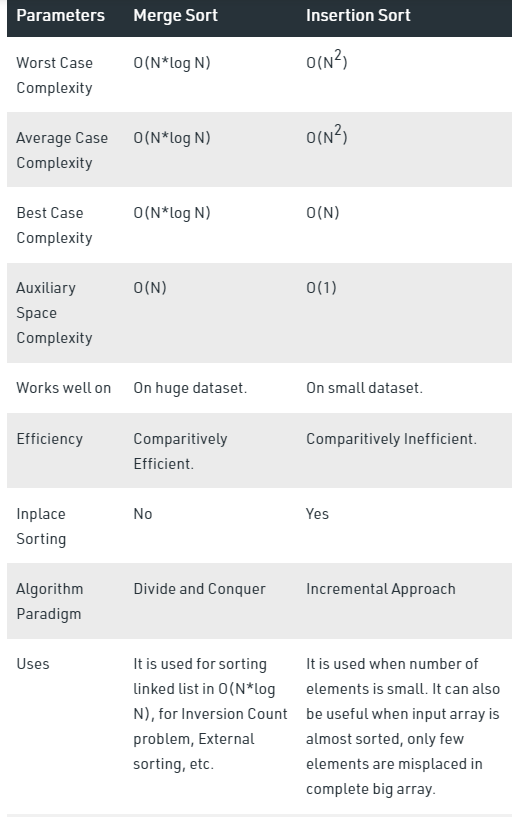 Parameters Merge Sort Insertion Sort
Worst Case O(N*log N) O(N²)
Complexity
Average Case O(N*log N) O(N²)
Complexity
Best Case O(N*log N) O(N)
Complexity
Auxiliary O(N) O(1)
Space
Complexity
Works well on On huge dataset. On small dataset.
Efficiency Comparitively Comparitively Inefficient.
Efficient.
Inplace No Yes
Sorting
Algorithm Divide and Conquer Incremental Approach
Paradigm
Uses It is used for sorting It is used when number of
linked list in O(N*log elements is small. It can also
N), for Inversion Count be useful when input array is
problem, External almost sorted, only few
sorting, etc. elements are misplaced in
complete big array.